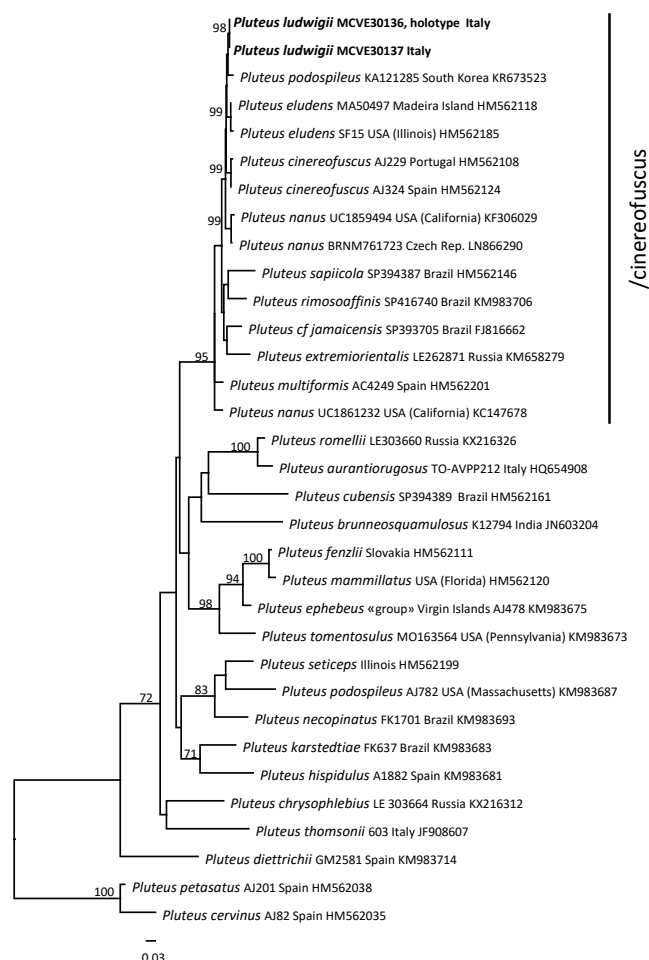 98
Pluteus ludwigii MCVE30136, holotype Italy
Pluteus ludwigii MCVE30137 Italy
Pluteus podospileus KA121285 South Korea KR673523
99
Pluteus eludens MA50497 Madeira Island HM562118
Pluteus eludens SF15 USA (Illinois) HM562185
99
Pluteus cinereofuscus AJ229 Portugal HM562108
Pluteus cinereofuscus AJ324 Spain HM562124
99
Pluteus nanus UC1859494 USA (California) KF306029
Pluteus nanus BRNM761723 Czech Rep. LN866290
Pluteus sapiicola SP394387 Brazil HM562146
Pluteus rimosoaffinis SP416740 Brazil KM983706
Pluteus cf jamaicensis SP393705 Brazil FJ816662
Pluteus extremiorientalis LE262871 Russia KM658279
95
Pluteus multiformis AC4249 Spain HM562201
Pluteus nanus UC1861232 USA (California) KC147678
/cinereofuscus
Pluteus romellii LE303660 Russia KX216326
100
Pluteus aurantiorugosus TO-AVPP212 Italy HQ654908
Pluteus cubensis SP394389 Brazil HM562161
Pluteus brunneosquamulosus K12794 India JN603204
Pluteus fenzlii Slovakia HM562111
100
Pluteus mammillatus USA (Florida) HM562120
94
Pluteus ephebeus «group» Virgin Islands AJ478 KM983675
98
Pluteus tomentosulus MO163564 USA (Pennsylvania) KM983673
Pluteus seticeps Illinois HM562199
83
Pluteus podospileus AJ782 USA (Massachusetts) KM983687
72
Pluteus necopinatus FK1701 Brazil KM983693
Pluteus karstedtiae FK637 Brazil KM983683
71
Pluteus hispidulus A1882 Spain KM983681
Pluteus chrysophlebius LE 303664 Russia KX216312
Pluteus thomsonii 603 Italy JF908607
Pluteus diettrichii GM2581 Spain KM983714
100
Pluteus petasatus AJ201 Spain HM562038
Pluteus cervinus AJ82 Spain HM562035
0.03